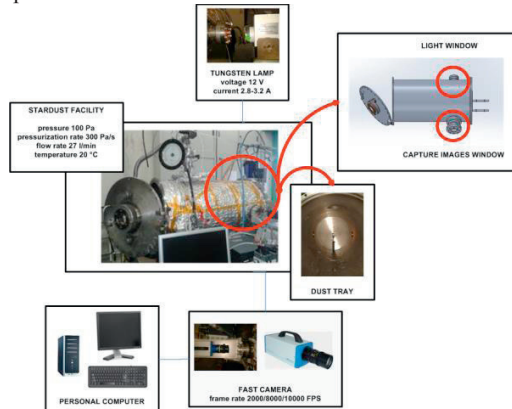 TUNGSTEN LAMP
voltage 12 V
current 2.8-3.2 A
LIGHT WINDOW
CAPTURE IMAGES WINDOW
STARDUST FACILITY
pressure 100 Pa
pressurization rate 300 Pa/s
flow rate 27 l/min
temperature 20 °C
DUST TRAY
PERSONAL COMPUTER
FAST CAMERA
frame rate 2000/8000/10000 FPS